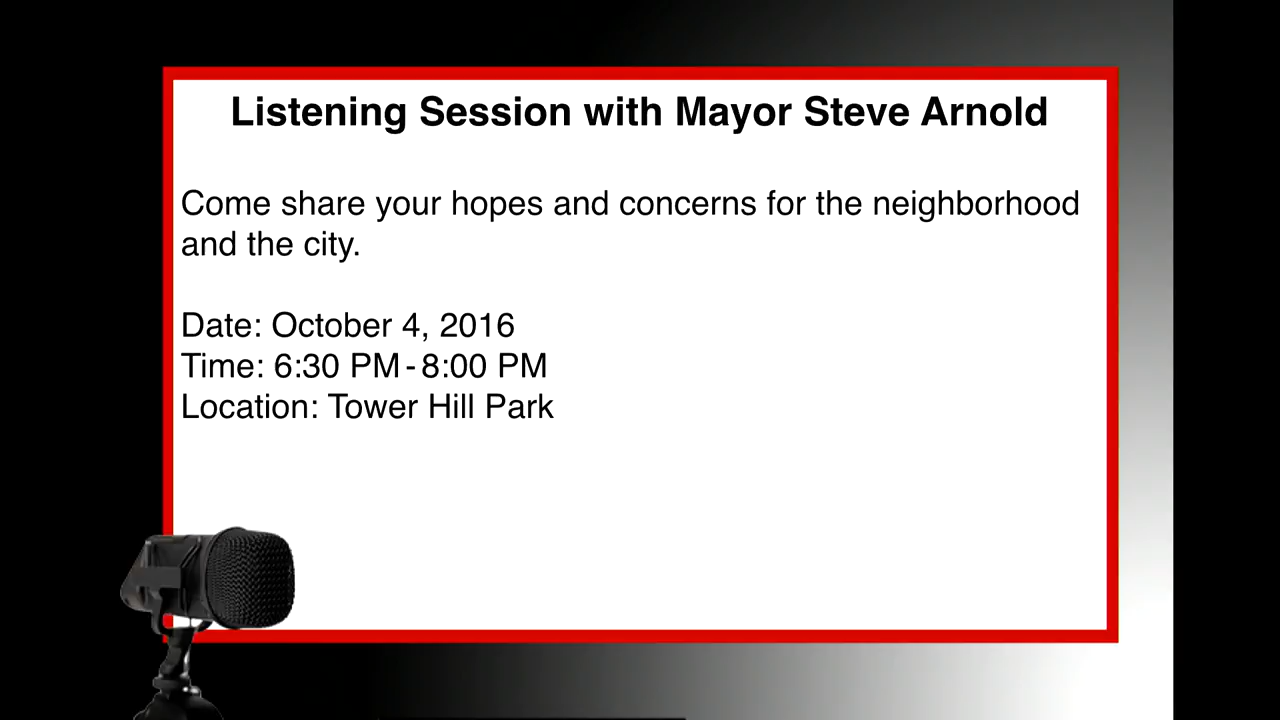 Listening Session with Mayor Steve Arnold
Come share your hopes and concerns for the neighborhood
and the city.
Date: October 4, 2016
Time: 6:30 PM - 8:00 PM
Location: Tower Hill Park